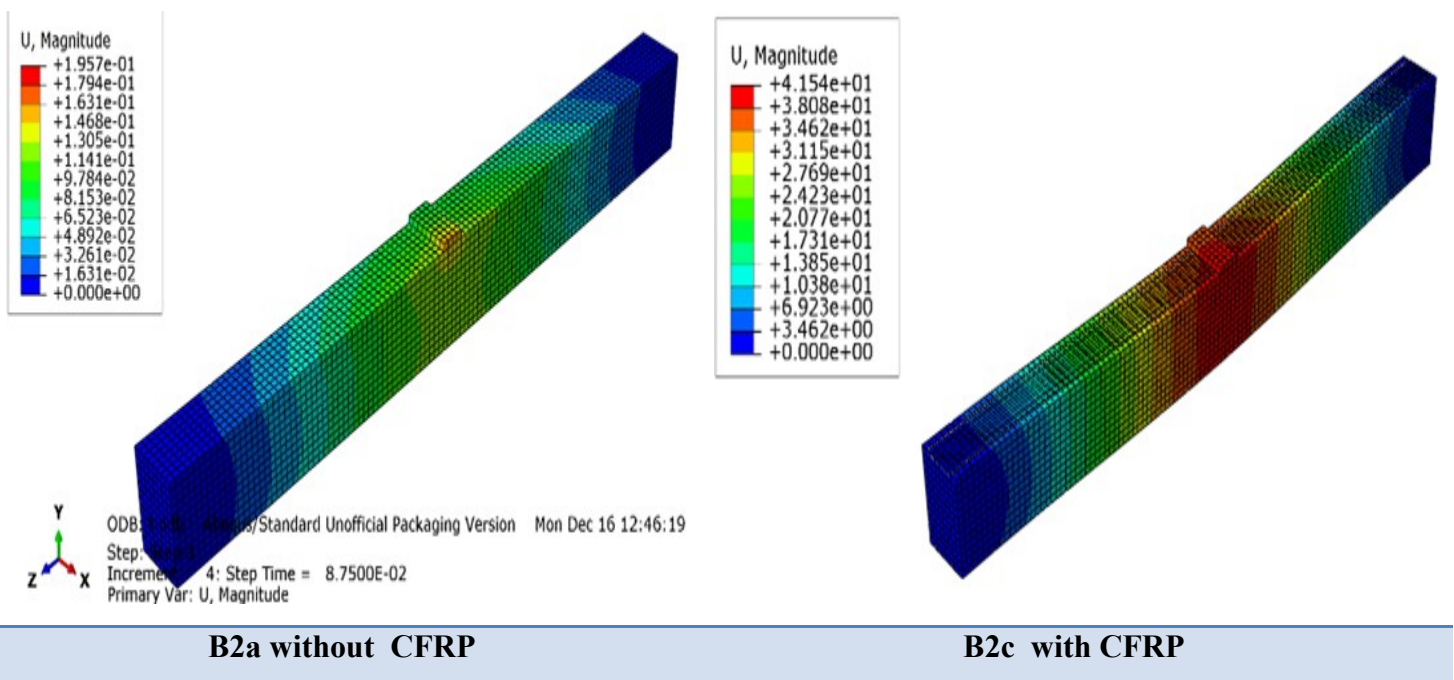 U, Magnitude
+1.957e-01
+1.794e-01
+1.631e-01
+1.468e-01
+1.305e-01
+1.141e-01
+9.784e-02
+8.153e-02
+6.523e-02
+4.892e-02
+3.261e-02
+1.631e-02
+0.000e+00
U, Magnitude
+4.154e+01
+3.808e+01
+3.462e+01
+3.115e+01
+2.769e+01
+2.423e+01
+2.077e+01
+1.731e+01
+1.385e+01
+1.038e+01
+6.923e+00
+3.462e+00
+0.000e+00
Y
Z X
ODB: /Standard Unofficial Packaging Version Mon Dec 16 12:46:19
Step:
Increment 4: Step Time = 8.7500E-02
Primary Var: U, Magnitude
B2a without CFRP
B2c with CFRP